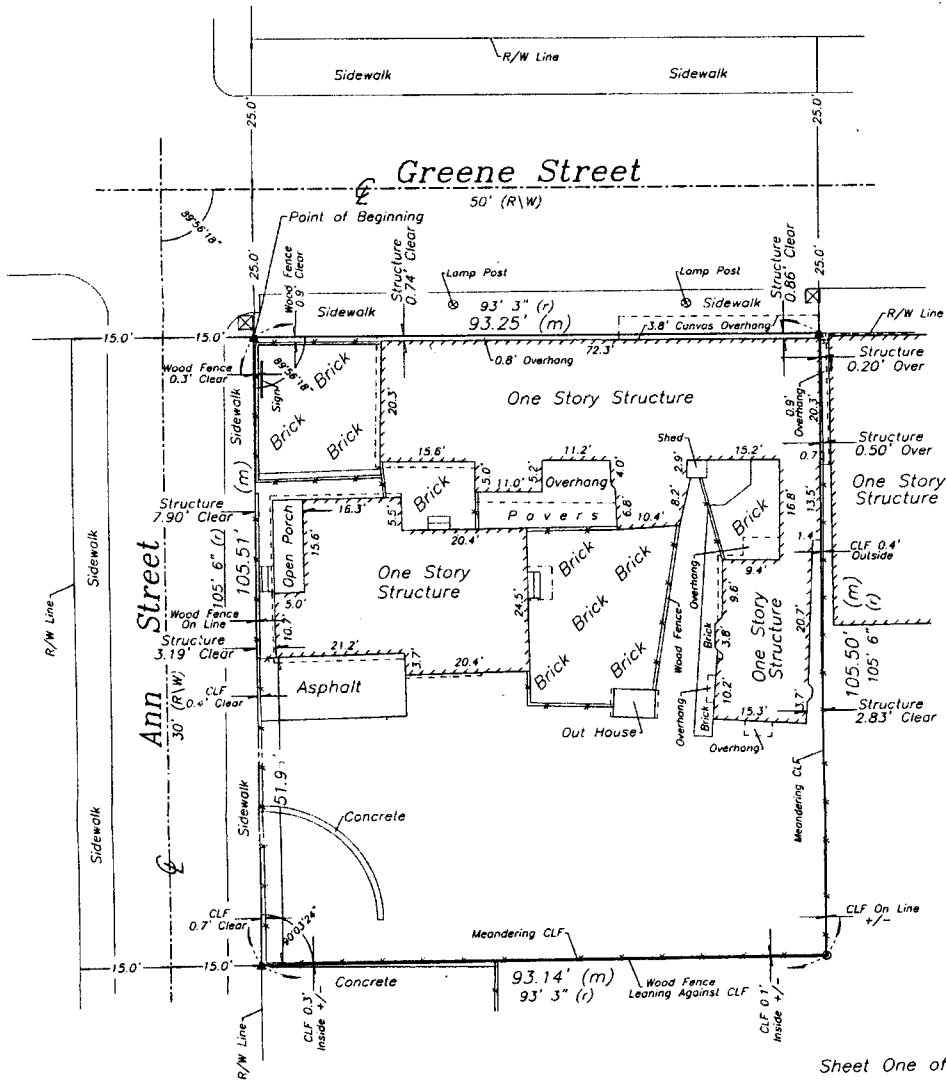 R/W Line
Sidewalk
Sidewalk
25.0'
25.0'
Greene Street
50' (R\W)
89°56'18"
Point of Beginning
25.0'
Wood Fence
0.9' Clear
Structure
0.74' Clear
Lamp Post
Lamp Post
Structure
0.86' Clear
25.0'
Sidewalk
93' 3" (r)
Sidewalk
93.25' (m)
3.8' Canvas Overhang
R/W Line
15.0'
15.0'
0.8' Overhang
72.3'
Structure
0.20' Over
Wood Fence
0.3' Clear
89°56'18"
Sign
Brick
Brick
Brick
20.3'
One Story Structure
0.9'
Overhang
20.3'
Sidewalk
Shed
0.7'
Structure
0.50' Over
15.6'
11.2'
2.9'
15.2'
One Story
Structure
5.0'
5.2'
Overhang
4.0'
11.0'
Brick
Pavers
6.8'
8.2'
16.8'
13.5'
Structure
7.90' Clear
16.3'
5.5'
10.4'
Brick
20.4'
1.4'
CLF 0.4'
Outside
105' 6" (r)
105.51'
(m)
Open Porch
15.6'
One Story
Structure
Brick
Brick
Brick
Brick
Brick
Brick
24.5'
Overhang
9.4'
9.6'
Wood Fence
Wood Fence
On Line
5.0'
10.7'
Structure
3.19' Clear
21.2'
3.7'
20.4'
Brick
3.8'
One Story
Structure
20.7'
105.50'
(m)
105' 6"
(r)
R/W Line
Sidewalk
Ann Street
30' (R\W)
CLF
0.4' Clear
Asphalt
10.2'
Brick
15.3'
3.7'
Structure
2.83' Clear
Out House
Overhang
Overhang
51.9
Sidewalk
Concrete
Meandering CLF
Sidewalk
CLF
0.7' Clear
90°03'24"
CLF On Line
+/-
Meandering CLF
15.0'
15.0'
Concrete
93.14' (m)
93' 3" (r)
Wood Fence
Leaning Against CLF
CLF 0.3'
Inside +/-
CLF 0.1'
Inside +/-
R/W Line
Sheet One of